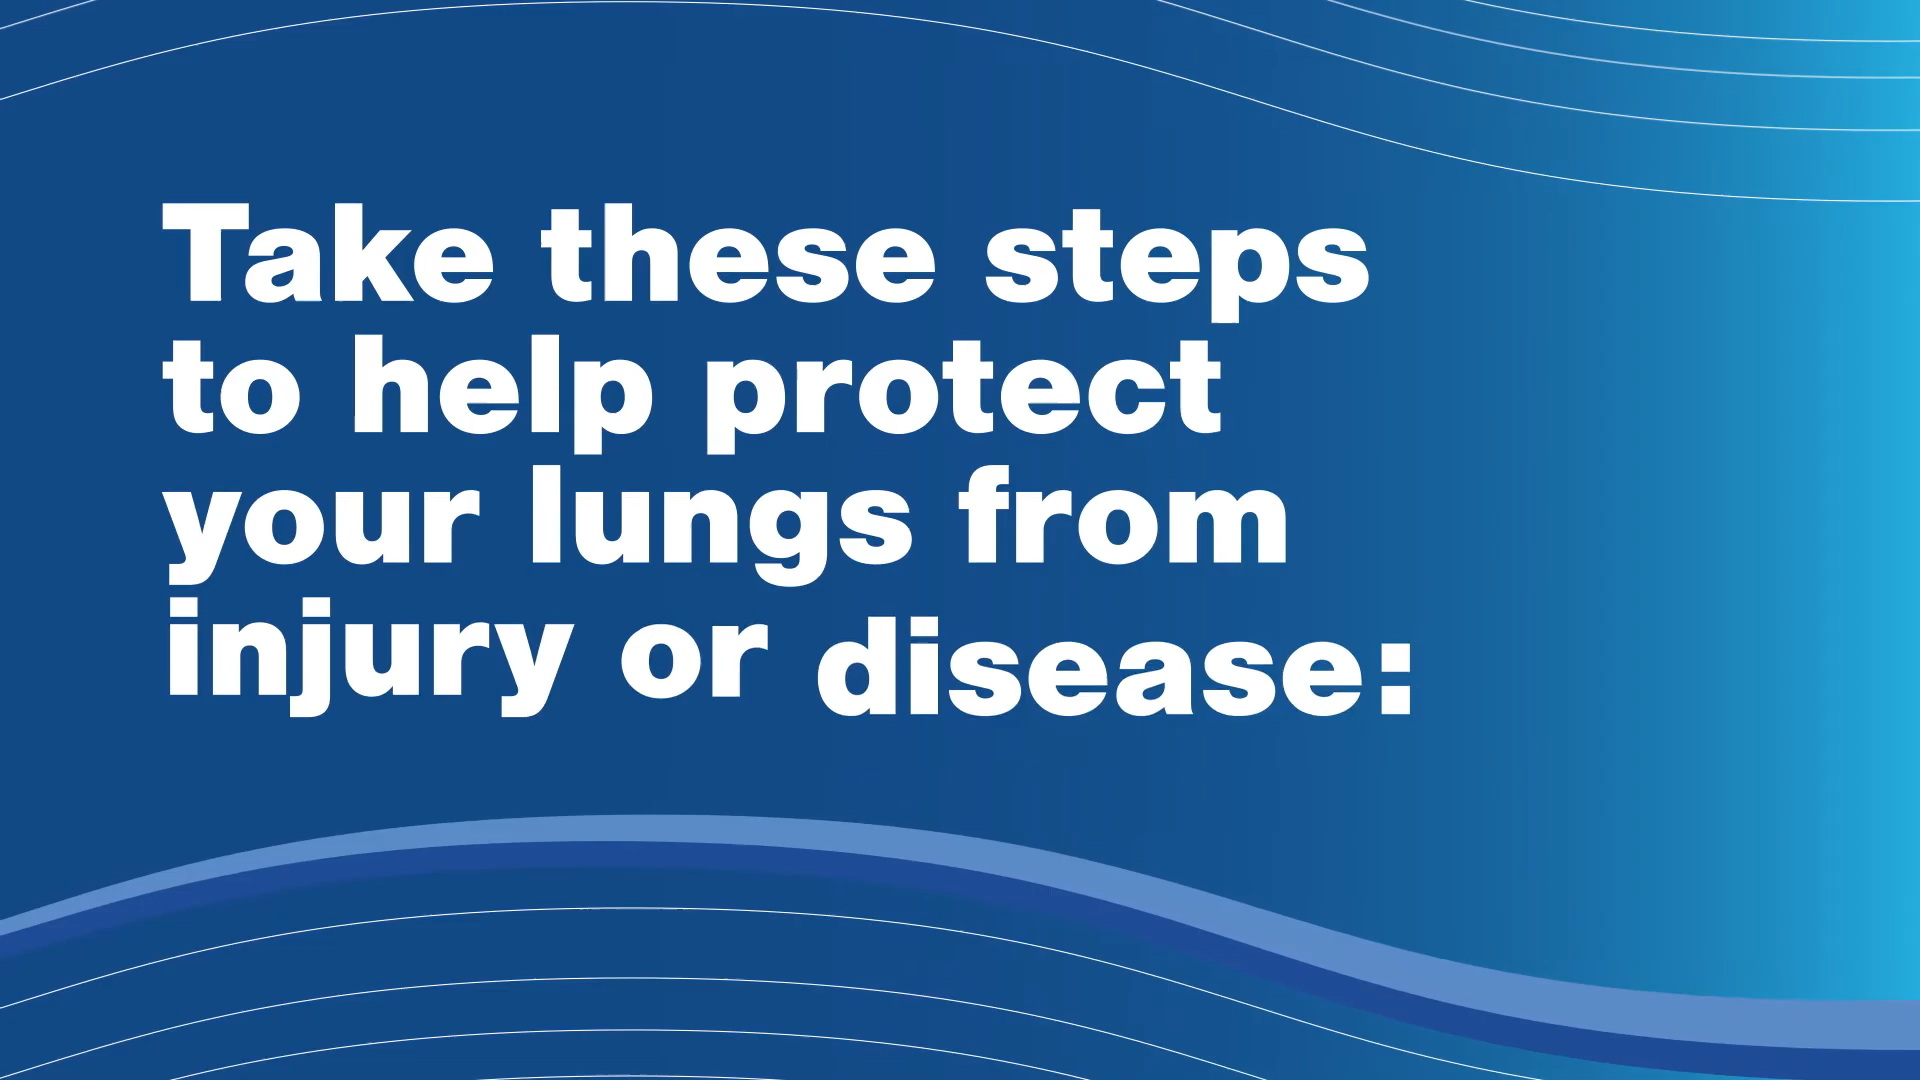 Take these steps
to help protect
your lungs from
injury or disease: